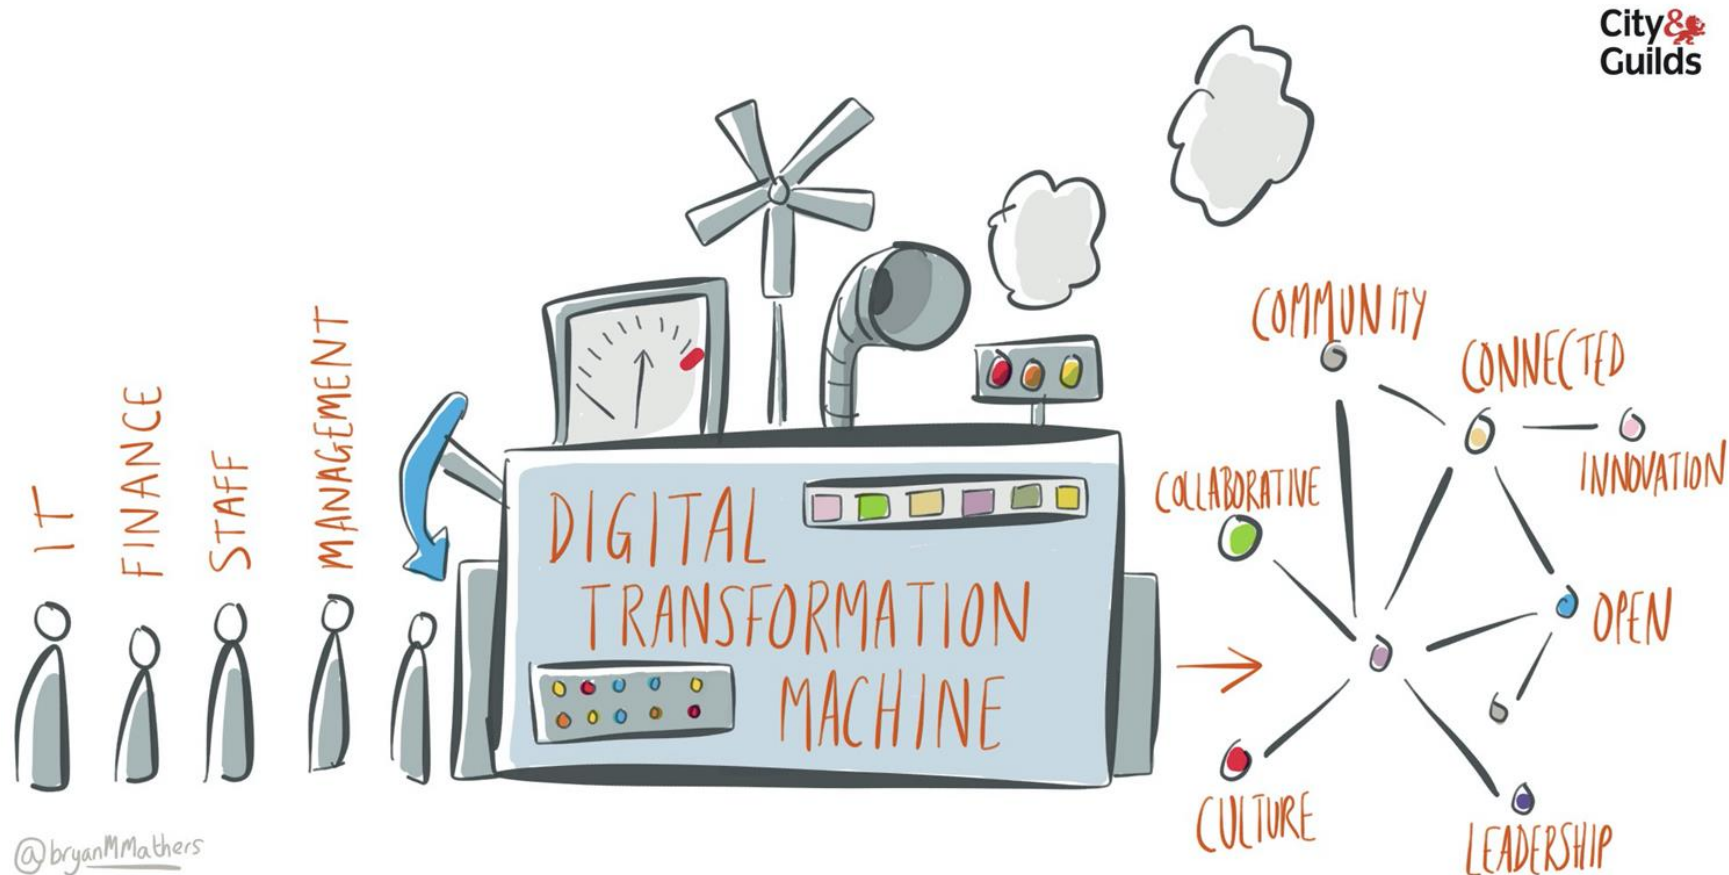 City&
Guilds
IT
FINANCE
STAFF
MANAGEMENT
DIGITAL
TRANSFORMATION
MACHINE
COMMUNITY
CONNECTED
INNOVATION
COLLABORATIVE
OPEN
CULTURE
LEADERSHIP
@bryanMMathers